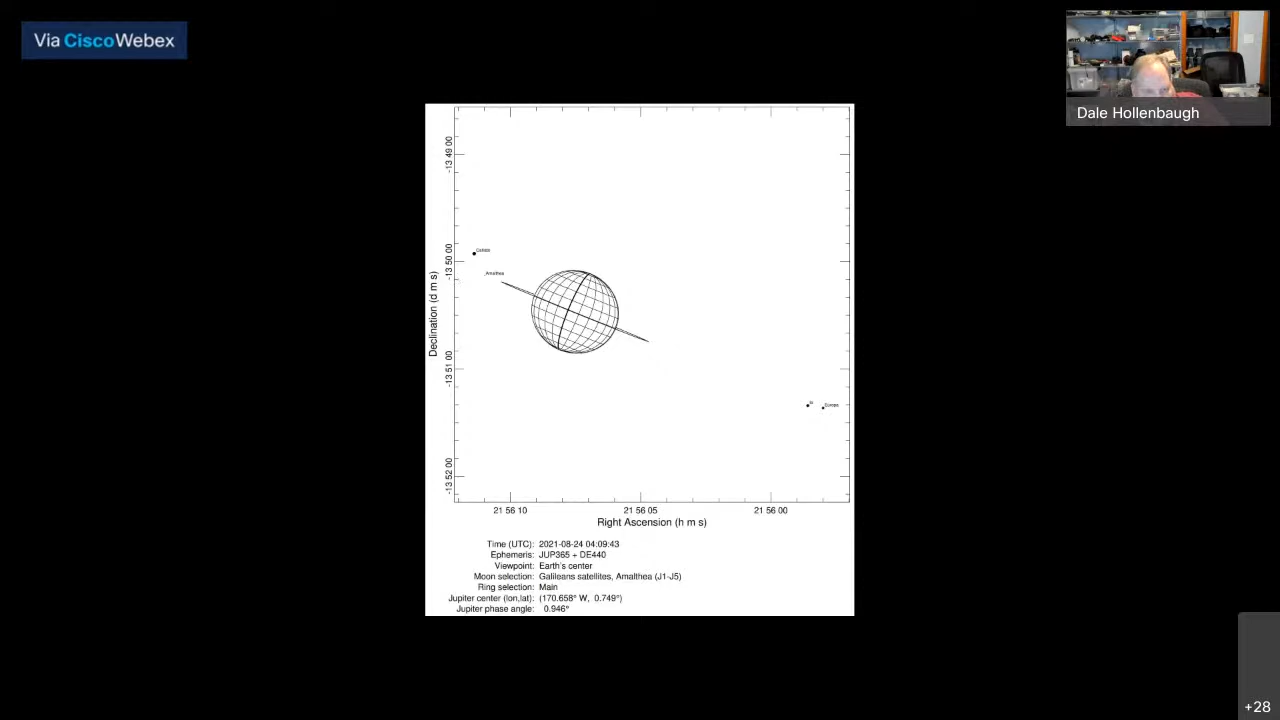 Via CiscoWebex
Dale Hollenbaugh
-13 49 00
-13 50 00
-13 51 00
-13 52 00
Declination (d m s)
Callisto
Amalthea
Io
Europa
21 56 10
21 56 05
21 56 00
Right Ascension (h m s)
Time (UTC): 2021-08-24 04:09:43
Ephemeris: JUP365 + DE440
Viewpoint: Earth's center
Moon selection: Galileans satellites, Amalthea (J1-J5)
Ring selection: Main
Jupiter center (lon,lat): (170.658° W, 0.749°)
Jupiter phase angle: 0.946°
+28